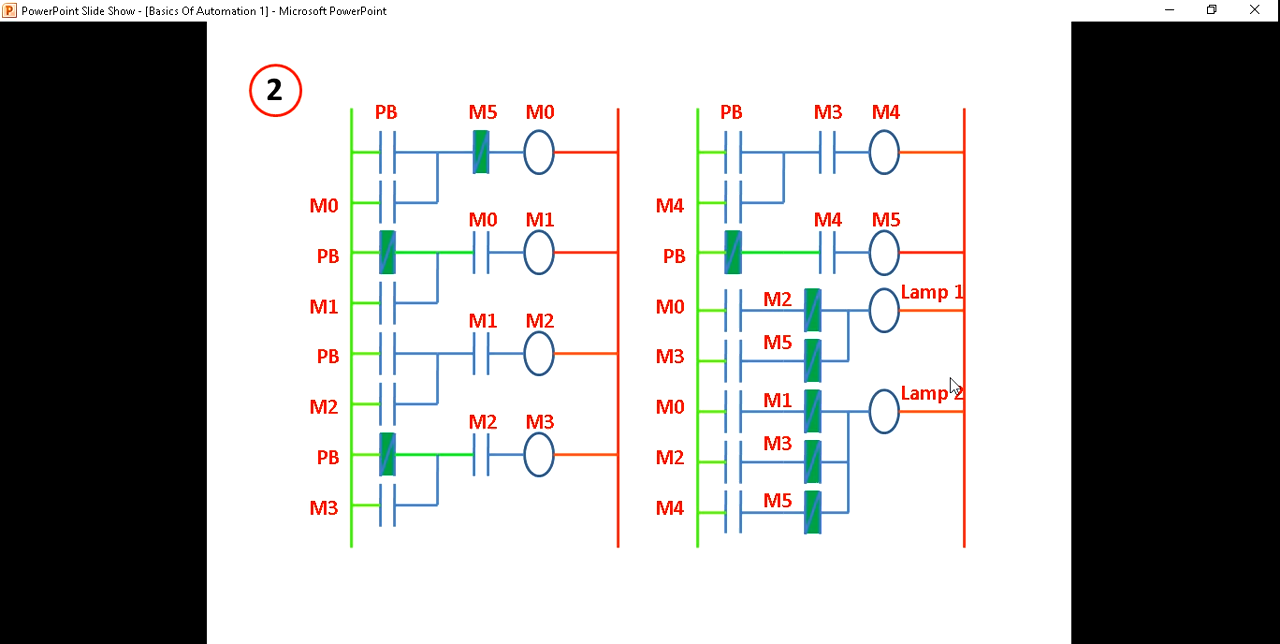 PowerPoint Slide Show - [Basics Of Automation 1] - Microsoft PowerPoint
2
PB M5 M0
M0
M0 M1
PB
M1
M1 M2
PB
M2
M2 M3
PB
M3
PB M3 M4
M4
M4 M5
PB
Lamp 1
M0 M2
M5
M3
Lamp 2
M0 M1
M3
M2
M5
M4